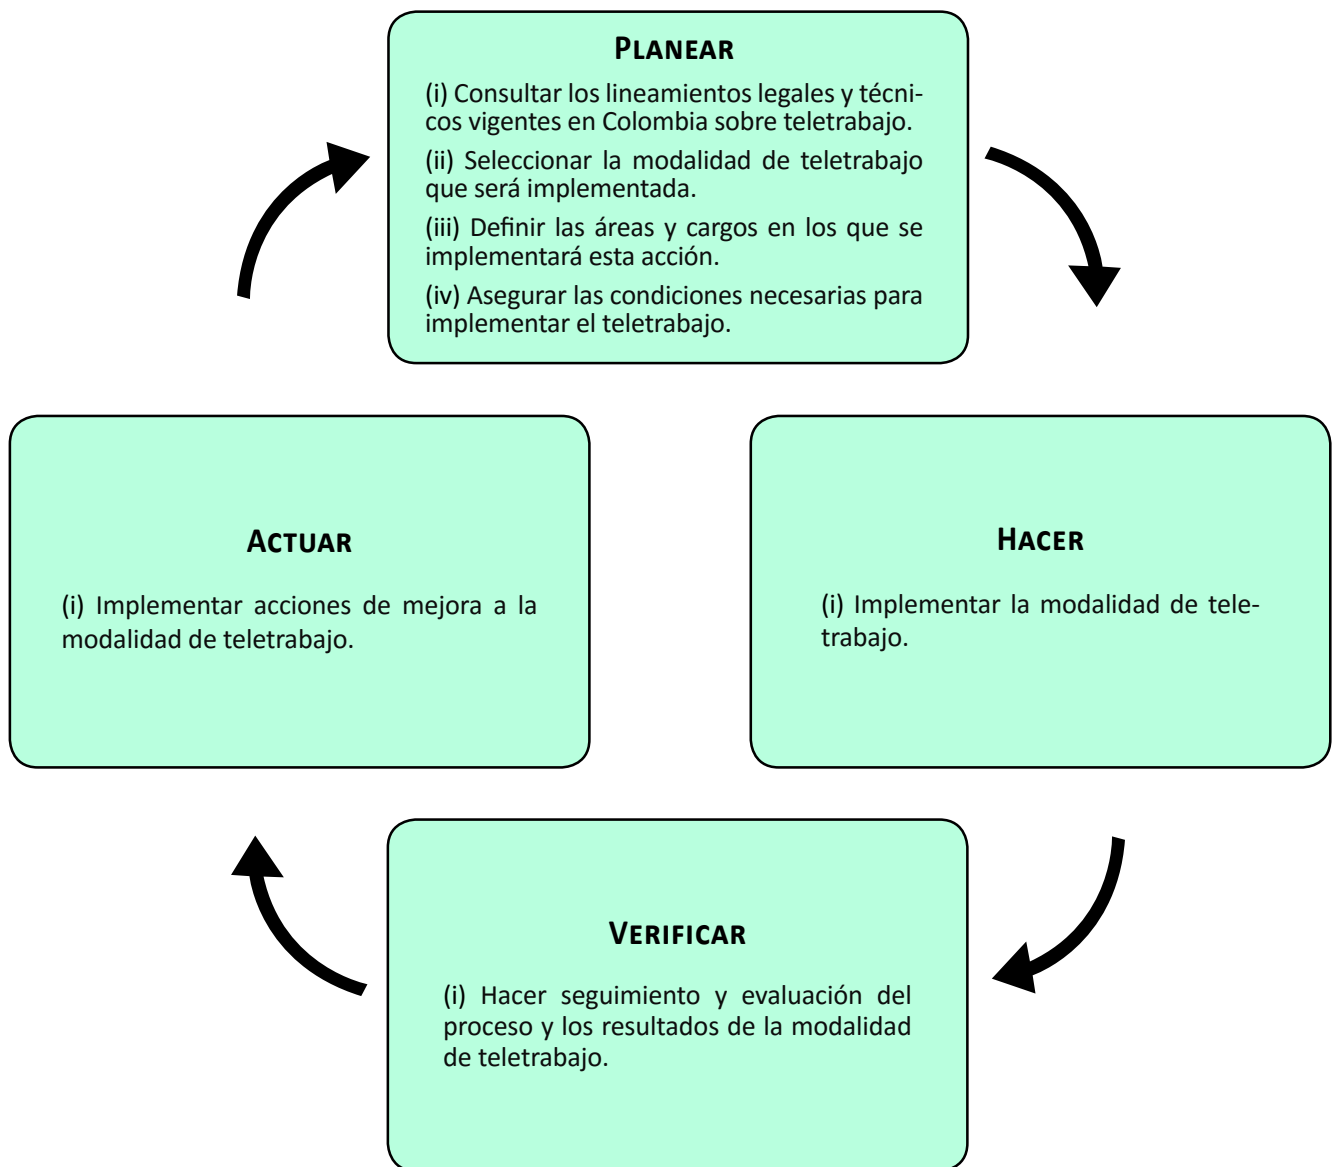 PLANEAR
(i) Consultar los lineamientos legales y técni-
cos vigentes en Colombia sobre teletrabajo.
(ii) Seleccionar la modalidad de teletrabajo
que será implementada.
(iii) Definir las áreas y cargos en los que se
implementará esta acción.
(iv) Asegurar las condiciones necesarias para
implementar el teletrabajo.
ACTUAR
(i) Implementar acciones de mejora a la
modalidad de teletrabajo.
HACER
(i) Implementar la modalidad de tele-
trabajo.
VERIFICAR
(i) Hacer seguimiento y evaluación del
proceso y los resultados de la modalidad
de teletrabajo.